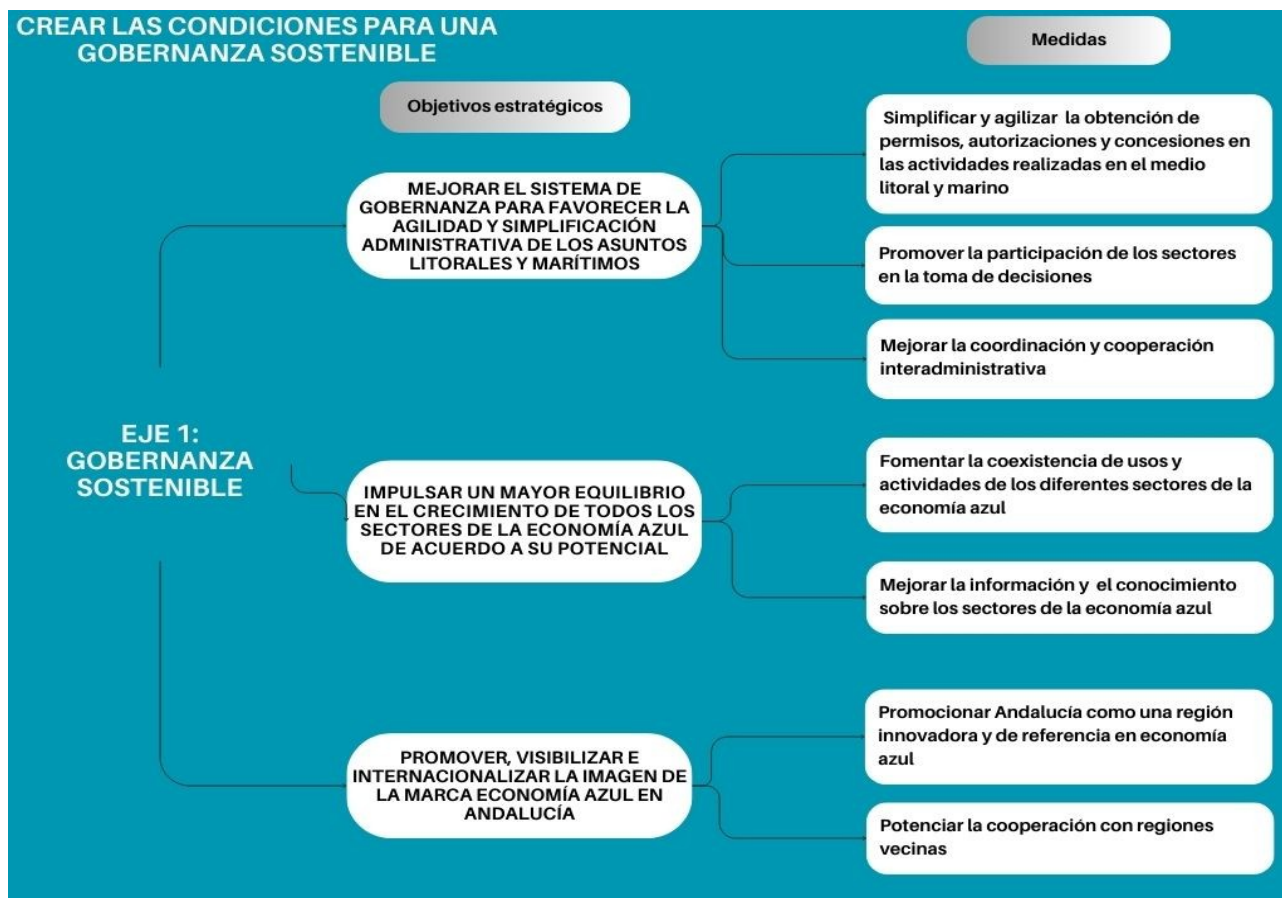 CREAR LAS CONDICIONES PARA UNA
GOBERNANZA SOSTENIBLE
Medidas
Objetivos estratégicos
Simplificar y agilizar la obtención de
permisos, autorizaciones y concesiones en
las actividades realizadas en el medio
litoral y marino
MEJORAR EL SISTEMA DE
GOBERNANZA PARA FAVORECER LA
AGILIDAD Y SIMPLIFICACIÓN
ADMINISTRATIVA DE LOS ASUNTOS
LITORALES Y MARÍTIMOS
Promover la participación de los sectores
en la toma de decisiones
Mejorar la coordinación y cooperación
interadministrativa
EJE 1:
GOBERNANZA
SOSTENIBLE
IMPULSAR UN MAYOR EQUILIBRIO
EN EL CRECIMIENTO DE TODOS LOS
SECTORES DE LA ECONOMÍA AZUL
DE ACUERDO A SU POTENCIAL
Fomentar la coexistencia de usos y
actividades de los diferentes sectores de la
economía azul
Mejorar la información y el conocimiento
sobre los sectores de la economía azul
PROMOVER, VISIBILIZAR E
INTERNACIONALIZAR LA IMAGEN DE
LA MARCA ECONOMÍA AZUL EN
ANDALUCÍA
Promocionar Andalucía como una región
innovadora y de referencia en economía
azul
Potenciar la cooperación con regiones
vecinas